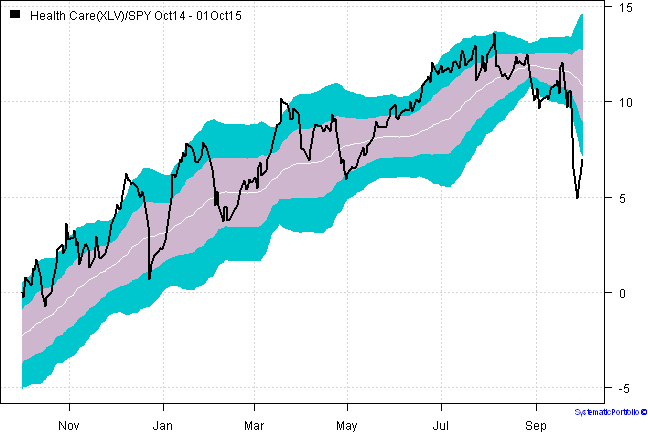 Health Care(XLV)/SPY Oct14 - 01Oct15
15
10
5
0
-5
Nov Jan Mar May Jul Sep
SystematicPortfolio ©